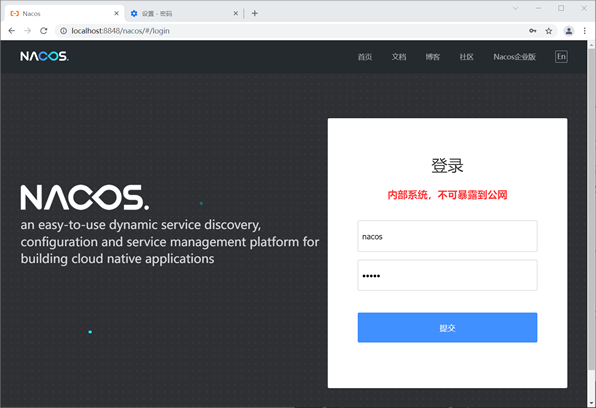 Nacos
设置 - 密码
localhost:8848/nacos/#/login
NACOS.
首页 文档 博客 社区 Nacos企业版 En
登录
内部系统，不可暴露到公网
NACOS.
an easy-to-use dynamic service discovery,
configuration and service management platform for
building cloud native applications
nacos
•••••
提交